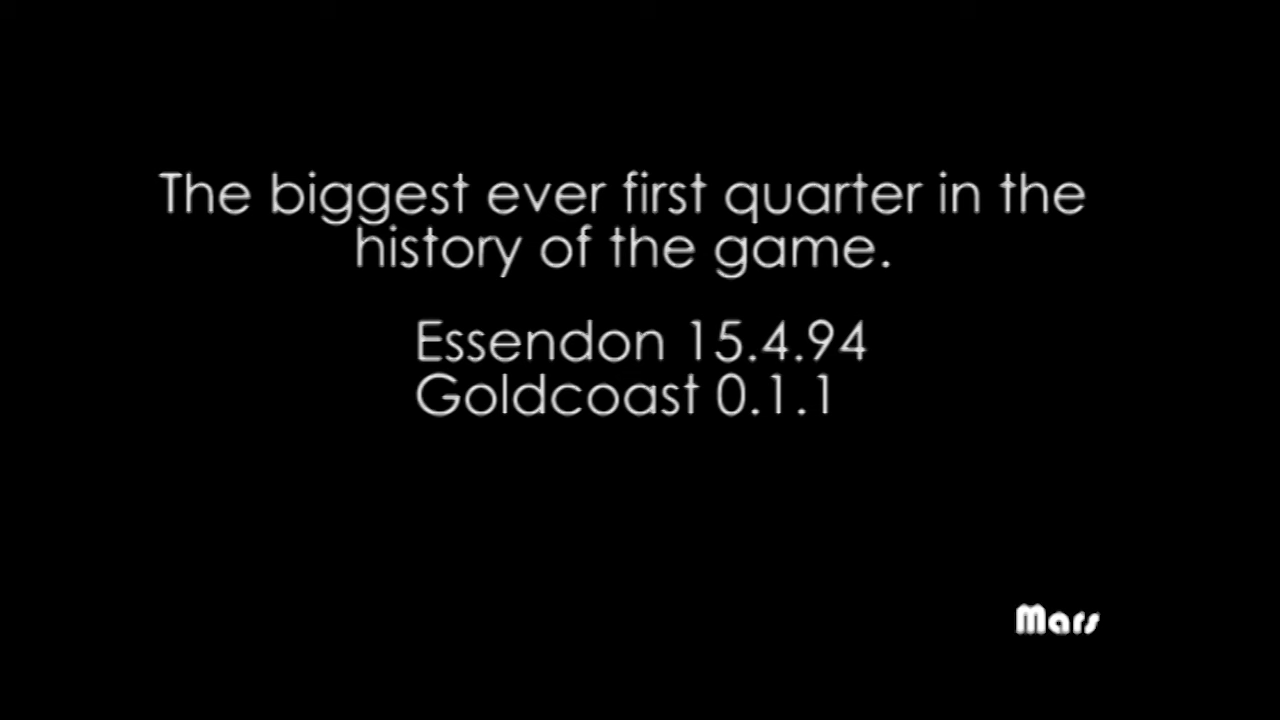 The biggest ever first quarter in the
history of the game.
Essendon 15.4.94
Goldcoast 0.1.1
Mars